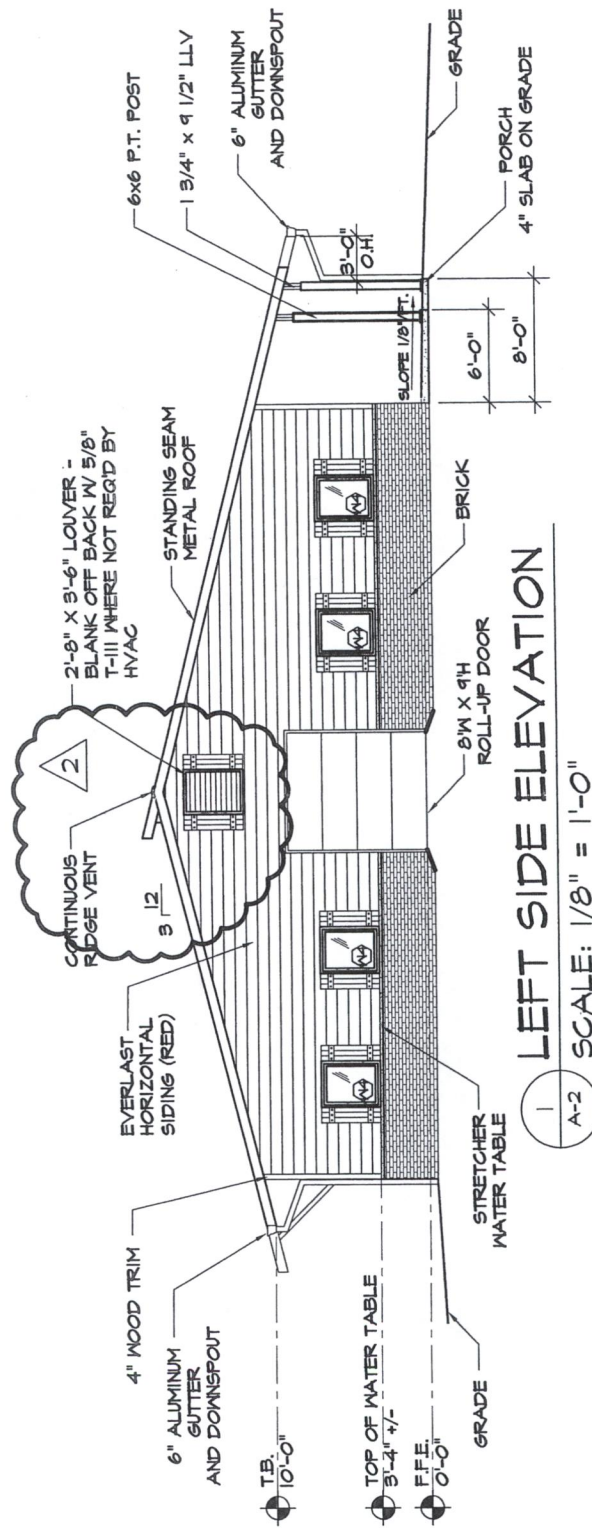 6x6 P.T. POST
1 3/4" x 9 1/2" LLV
6" ALUMINUM
GUTTER
AND DOWNSPOUT
GRADE
PORCH
4" SLAB ON GRADE
3'-0"
O.H.
SLOPE 1/8"/FT.
6'-0"
8'-0"
2'-8" X 3'-6" LOUVER -
BLANK OFF BACK W/ 5/8"
T-111 WHERE NOT REQ'D BY
HVAC
STANDING SEAM
METAL ROOF
BRICK
2
CONTINUOUS
RIDGE VENT
12
3
8'W X 9'H
ROLL-UP DOOR
EVERLAST
HORIZONTAL
SIDING (RED)
STRETCHER
WATER TABLE
4" WOOD TRIM
6" ALUMINUM
GUTTER
AND DOWNSPOUT
T.B.
10'-0"
TOP OF WATER TABLE
3'-4" +/-
F.F.E.
0'-0"
GRADE
1
A-2
LEFT SIDE ELEVATION
SCALE: 1/8" = 1'-0"